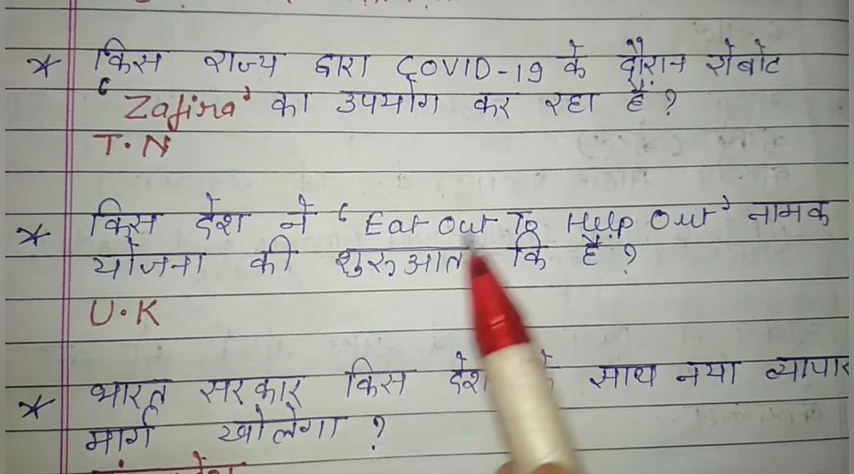 * किस राज्य द्वारा COVID-19 के दौरान रोबोट
'Zafira' का उपयोग कर रहा है ?
T.N
* किस देश ने 'Eat Out To Help Out' नामक
योजना की शुरुआत कि है ?
U.K
* भारत सरकार किस देश के साथ नया व्यापार
मार्ग खोलेगा ?